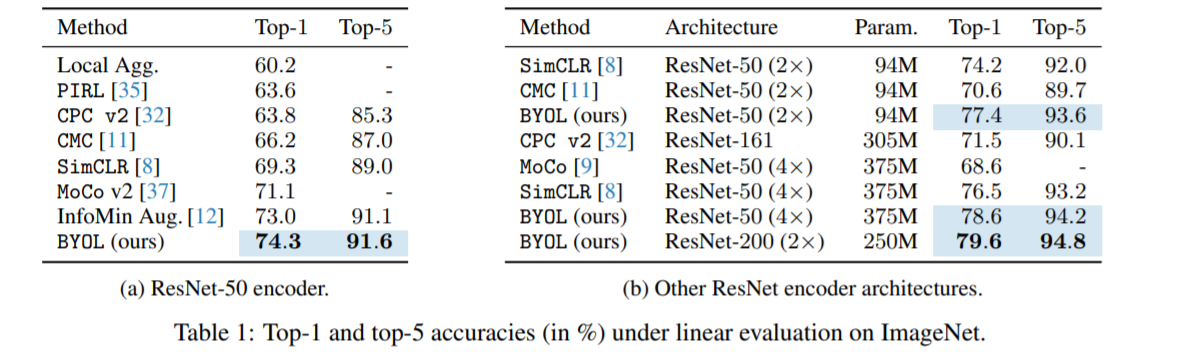 Method Top-1 Top-5
Local Agg. 60.2 -
PIRL [35] 63.6 -
CPC v2 [32] 63.8 85.3
CMC [11] 66.2 87.0
SimCLR [8] 69.3 89.0
MoCo v2 [37] 71.1 -
InfoMin Aug. [12] 73.0 91.1
BYOL (ours) 74.3 91.6
(a) ResNet-50 encoder.
Method Architecture Param. Top-1 Top-5
SimCLR [8] ResNet-50 (2×) 94M 74.2 92.0
CMC [11] ResNet-50 (2×) 94M 70.6 89.7
BYOL (ours) ResNet-50 (2×) 94M 77.4 93.6
CPC v2 [32] ResNet-161 305M 71.5 90.1
MoCo [9] ResNet-50 (4×) 375M 68.6 -
SimCLR [8] ResNet-50 (4×) 375M 76.5 93.2
BYOL (ours) ResNet-50 (4×) 375M 78.6 94.2
BYOL (ours) ResNet-200 (2×) 250M 79.6 94.8
(b) Other ResNet encoder architectures.
Table 1: Top-1 and top-5 accuracies (in %) under linear evaluation on ImageNet.